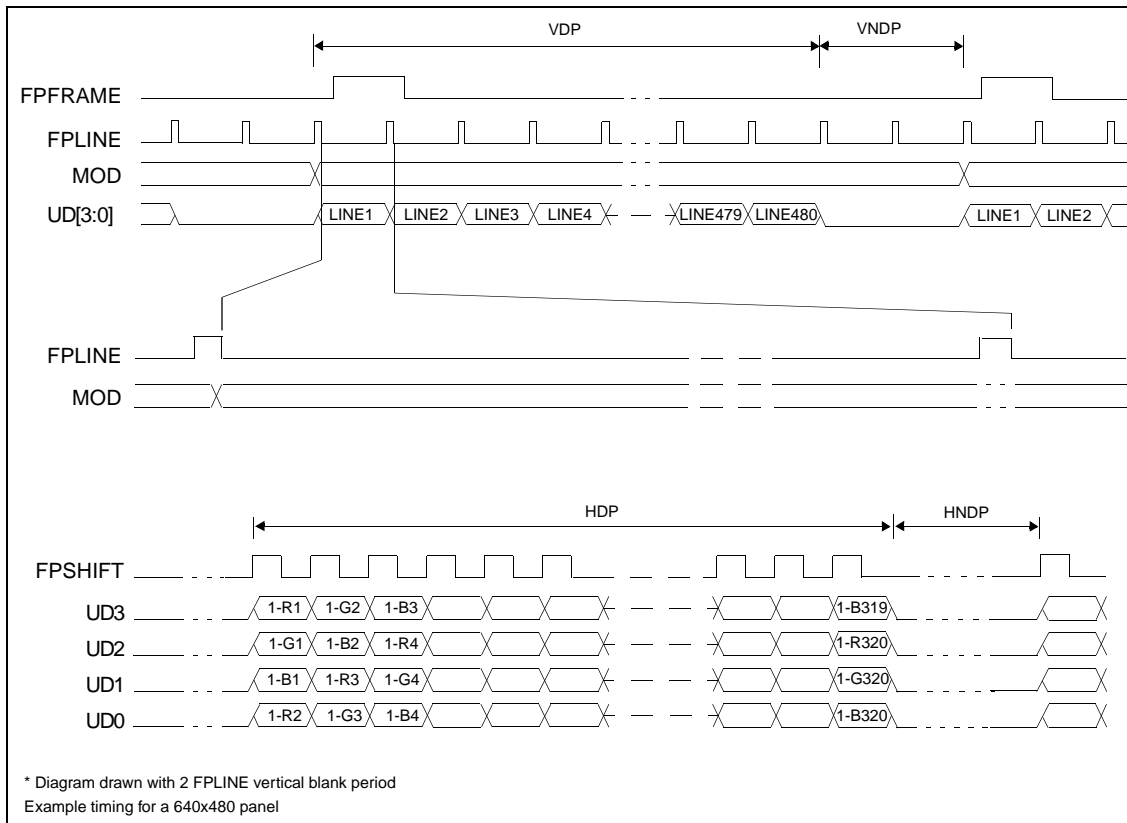 VDP VNDP
FPFRAME
FPLINE
MOD
UD[3:0] LINE1 LINE2 LINE3 LINE4 LINE479 LINE480 LINE1 LINE2
FPLINE
MOD
HDP HNDP
FPSHIFT
UD3 1-R1 1-G2 1-B3 1-B319
UD2 1-G1 1-B2 1-R4 1-R320
UD1 1-B1 1-R3 1-G4 1-G320
UD0 1-R2 1-G3 1-B4 1-B320
* Diagram drawn with 2 FPLINE vertical blank period
Example timing for a 640x480 panel